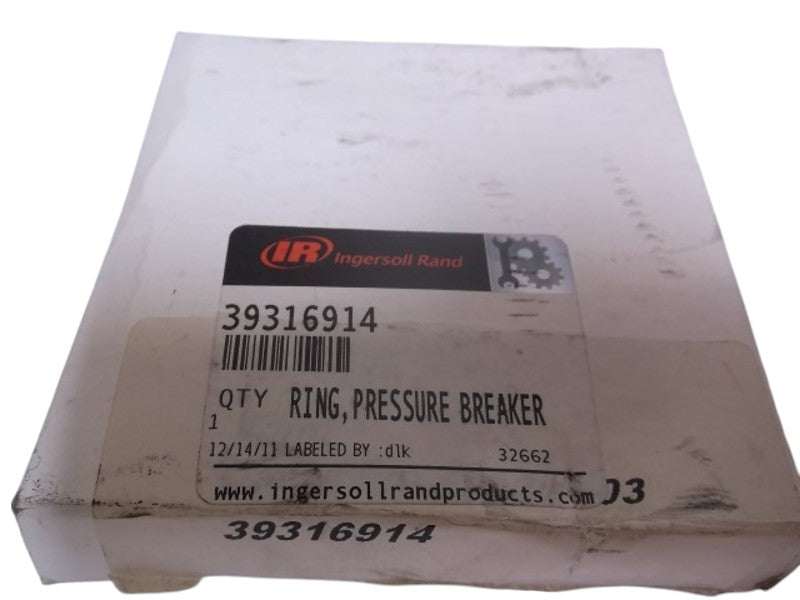 IR Ingersoll Rand
39316914
QTY RING,PRESSURE BREAKER
1
12/14/11 LABELED BY :dlk 32662
www.ingersollrandproducts.com 03
39316914